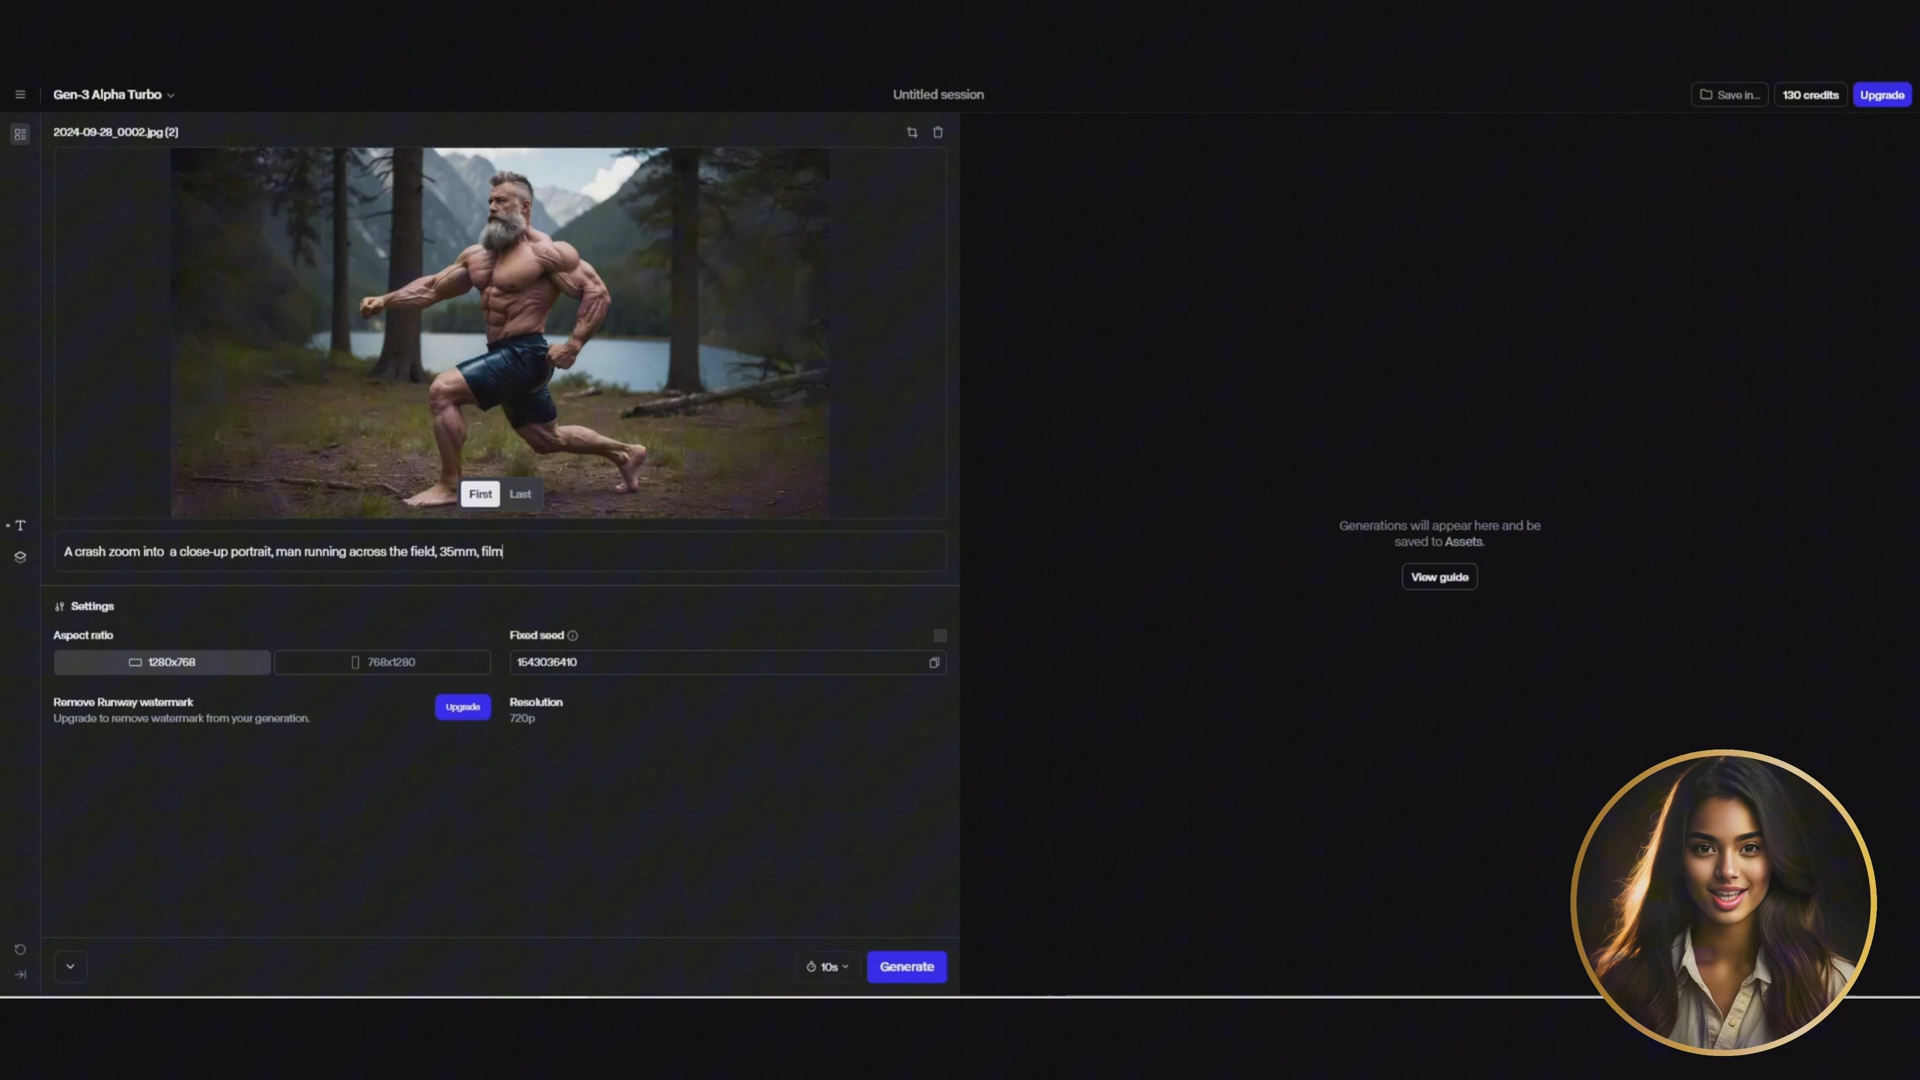 Gen-3 Alpha Turbo
Untitled session
Save in...
130 credits
Upgrade
2024-09-28_0002.jpg (2)
First
Last
A crash zoom into  a close-up portrait, man running across the field, 35mm, film
Generations will appear here and be
saved to Assets.
View guide
Settings
Aspect ratio
Fixed seed
1280x768
768x1280
1543036410
Remove Runway watermark
Upgrade to remove watermark from your generation.
Upgrade
Resolution
720p
10s
Generate